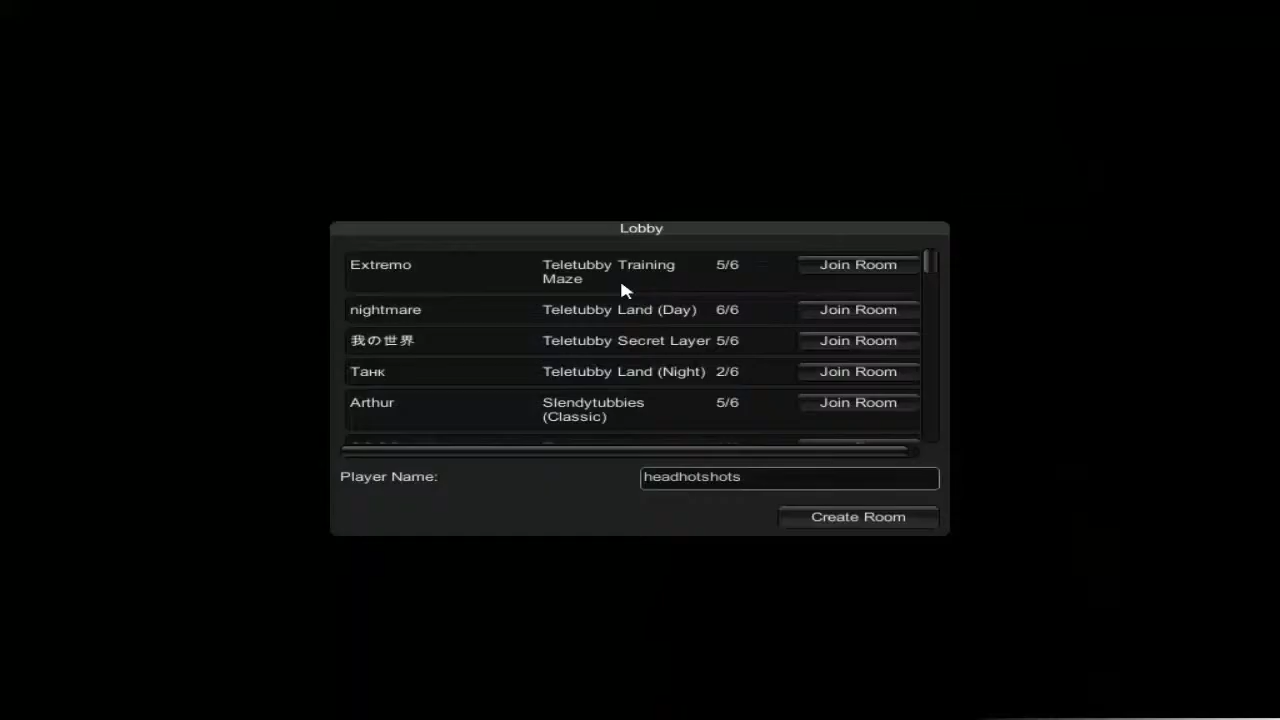 Lobby
Extremo Teletubby Training Maze 5/6 Join Room
nightmare Teletubby Land (Day) 6/6 Join Room
我の世界 Teletubby Secret Layer 5/6 Join Room
Танк Teletubby Land (Night) 2/6 Join Room
Arthur Slendytubbies (Classic) 5/6 Join Room
Player Name: headhotshots
Create Room